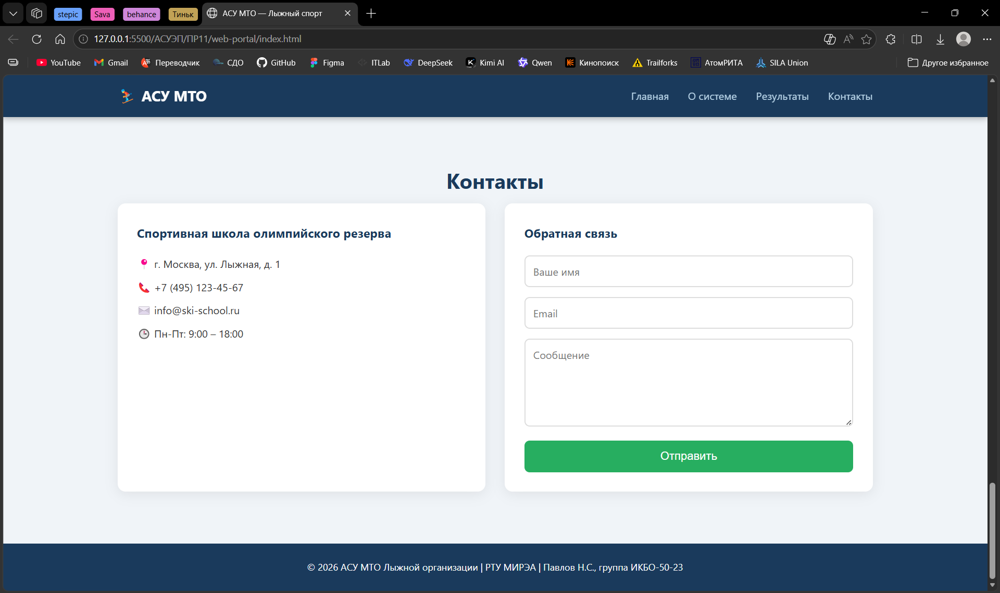 stepic
Sava
behance
Тиньк
АСУ МТО — Лыжный спорт
127.0.0.1:5500/АСУЭП/ПР11/web-portal/index.html
YouTube
Gmail
Переводчик
СДО
GitHub
Figma
ITLab
DeepSeek
Kimi AI
Qwen
Кинопоиск
Trailforks
АтомРИТА
SILA Union
Другое избранное
АСУ МТО
Главная
О системе
Результаты
Контакты
Контакты
Спортивная школа олимпийского резерва
г. Москва, ул. Лыжная, д. 1
+7 (495) 123-45-67
info@ski-school.ru
Пн-Пт: 9:00 – 18:00
Обратная связь
Ваше имя
Email
Сообщение
Отправить
© 2026 АСУ МТО Лыжной организации | РТУ МИРЭА | Павлов Н.С., группа ИКБО-50-23